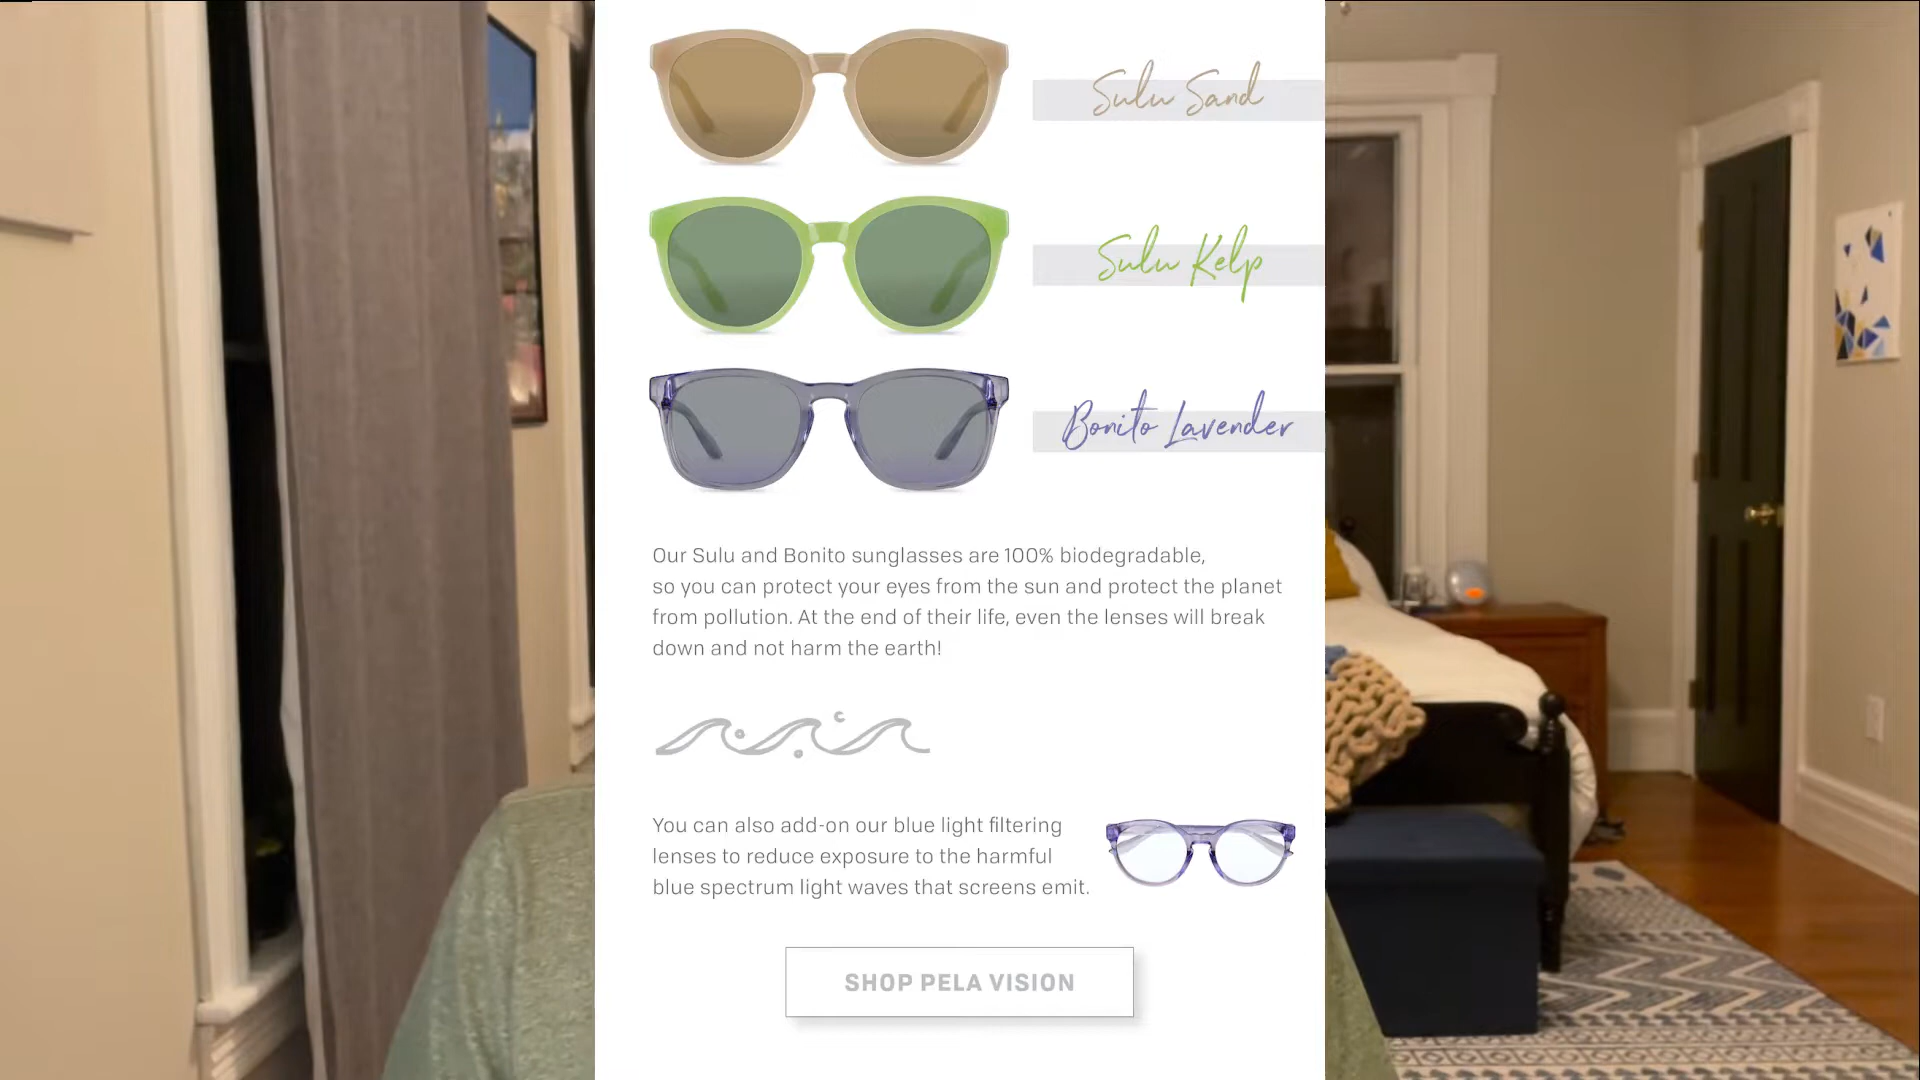 Sulu Sand
Sulu Kelp
Bonito Lavender
Our Sulu and Bonito sunglasses are 100% biodegradable,
so you can protect your eyes from the sun and protect the planet
from pollution. At the end of their life, even the lenses will break
down and not harm the earth!
You can also add-on our blue light filtering
lenses to reduce exposure to the harmful
blue spectrum light waves that screens emit.
SHOP PELA VISION